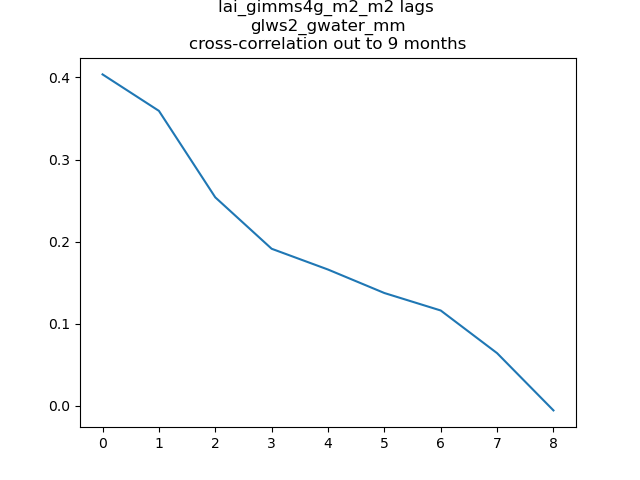 lai_gimms4g_m2_m2 lags
glws2_gwater_mm
cross-correlation out to 9 months
0.4
0.3
0.2
0.1
0.0
0 1 2 3 4 5 6 7 8